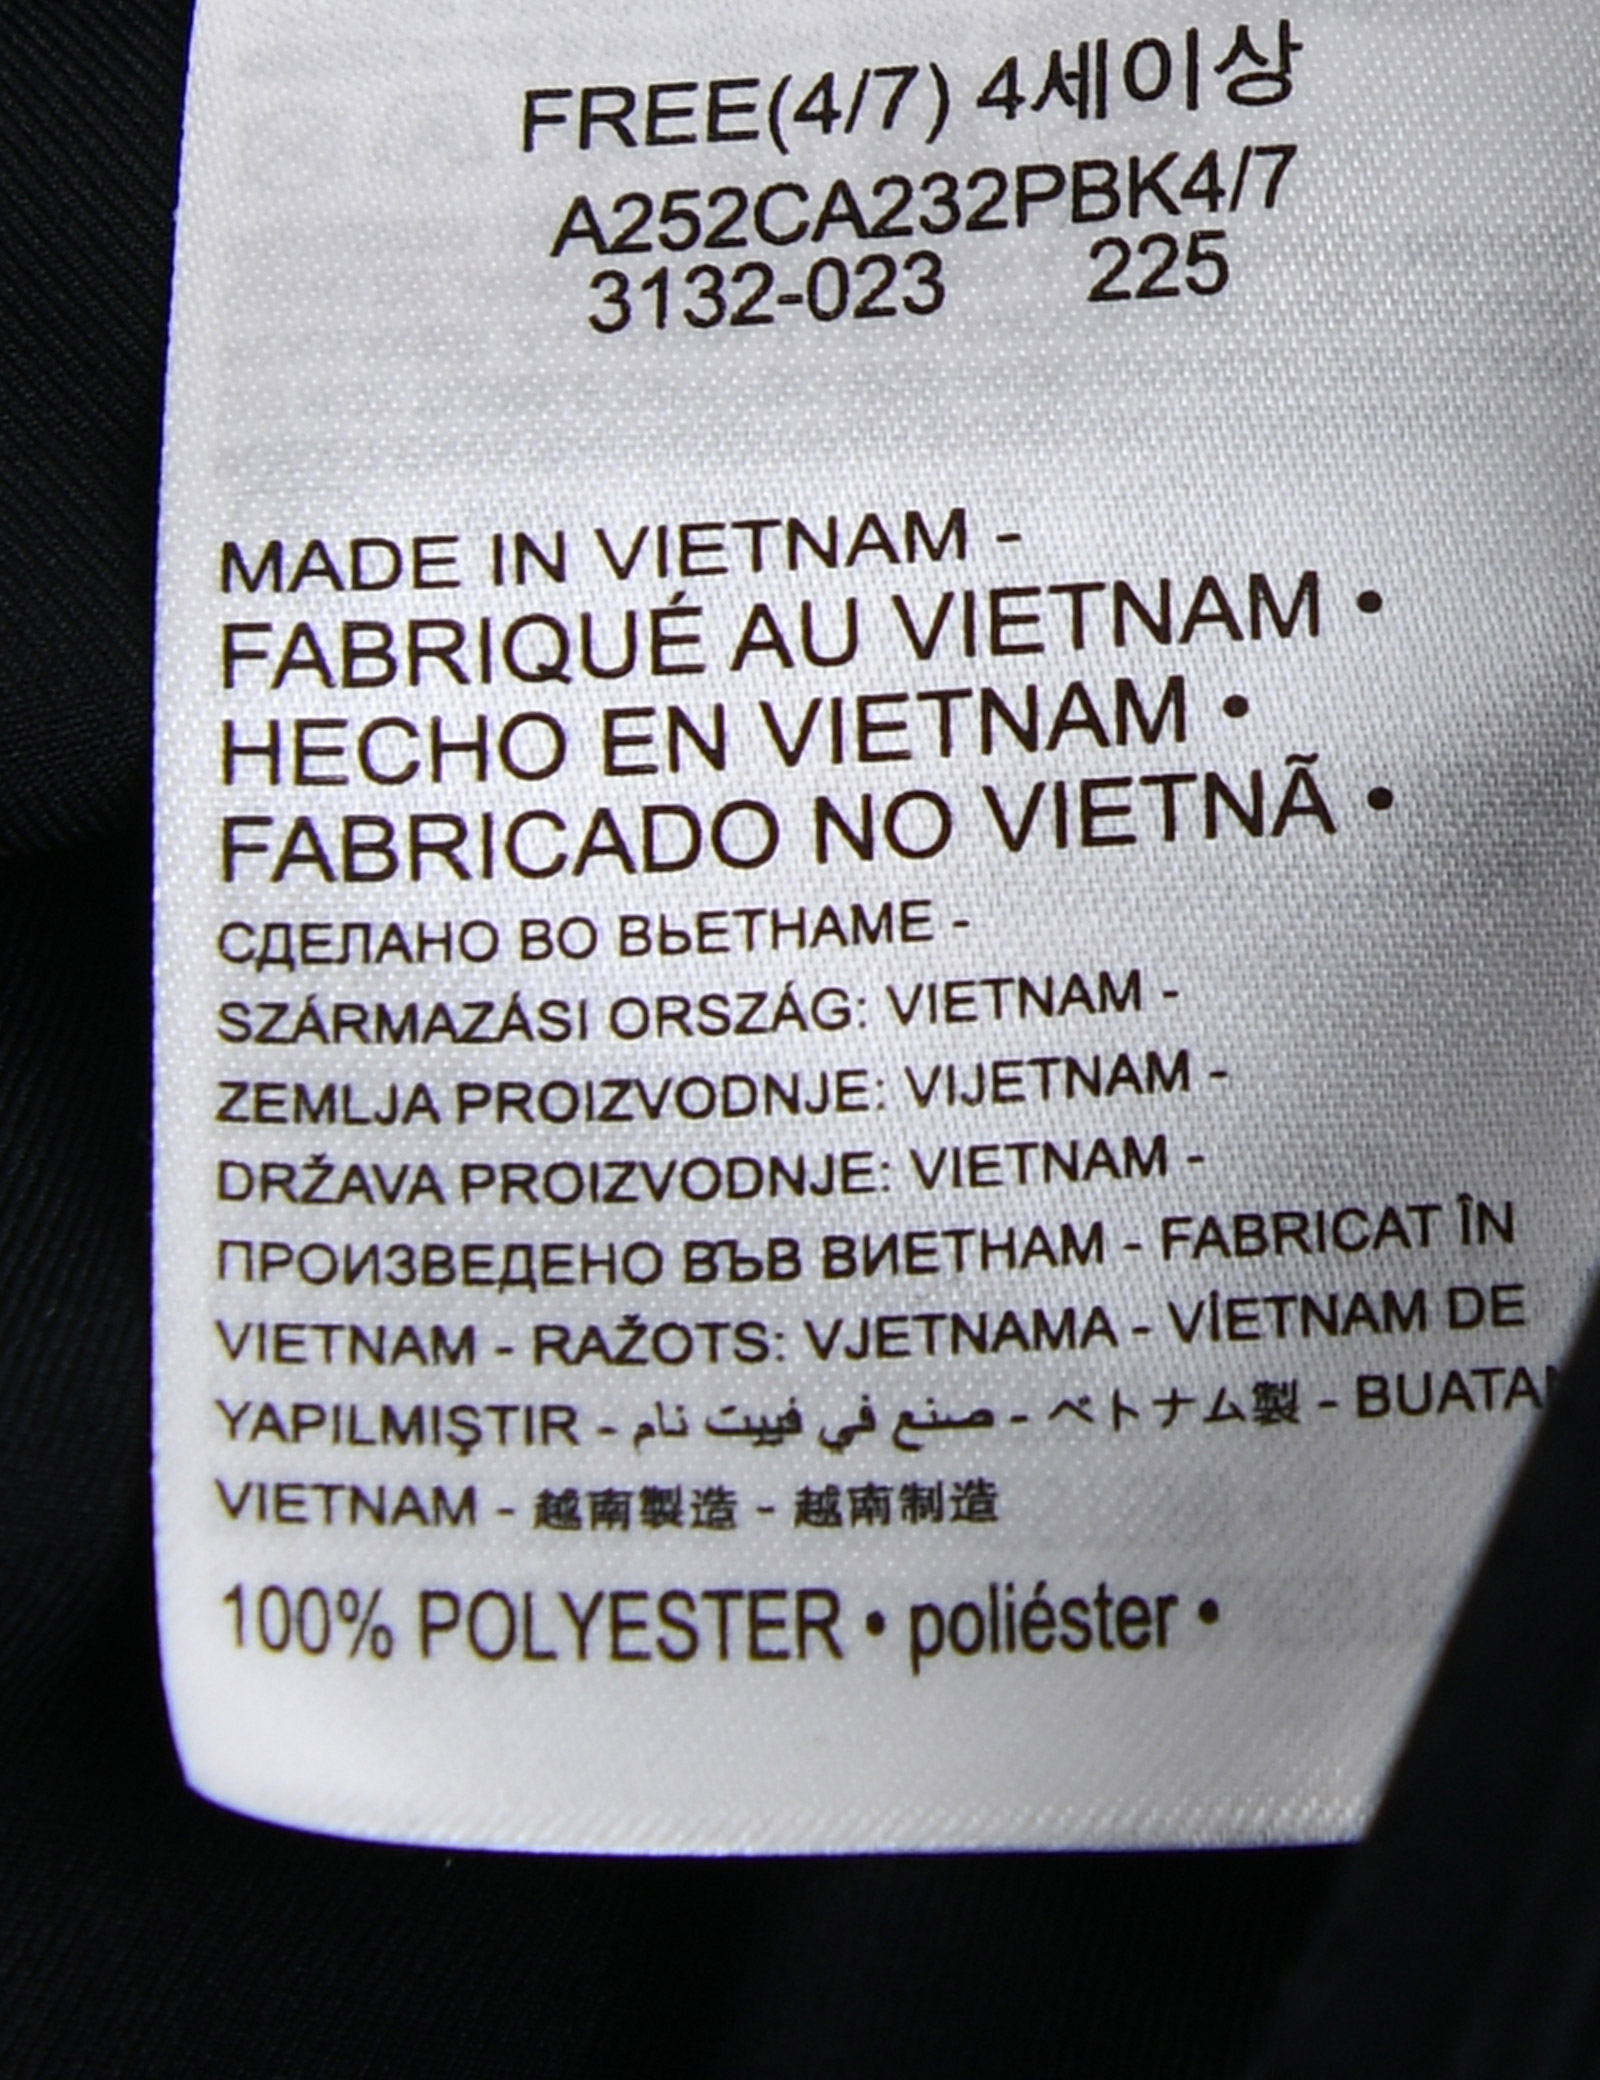 FREE(4/7) 4세이상
A252CA232PBK4/7
3132-023 225
MADE IN VIETNAM -
FABRIQUÉ AU VIETNAM •
HECHO EN VIETNAM •
FABRICADO NO VIETNÃ •
СДЕЛАНО ВО ВЬЕТНАМЕ -
SZÁRMAZÁSI ORSZÁG: VIETNAM -
ZEMLJA PROIZVODNJE: VIJETNAM -
DRŽAVA PROIZVODNJE: VIETNAM -
ПРОИЗВЕДЕНО ВЪВ ВИЕТНАМ - FABRICAT ÎN
VIETNAM - RAŽOTS: VJETNAMA - VİETNAM DE
YAPILMIŞTIR - صنع في فييت نام - ベトナム製 - BUATAN
VIETNAM - 越南製造 - 越南制造
100% POLYESTER • poliéster •